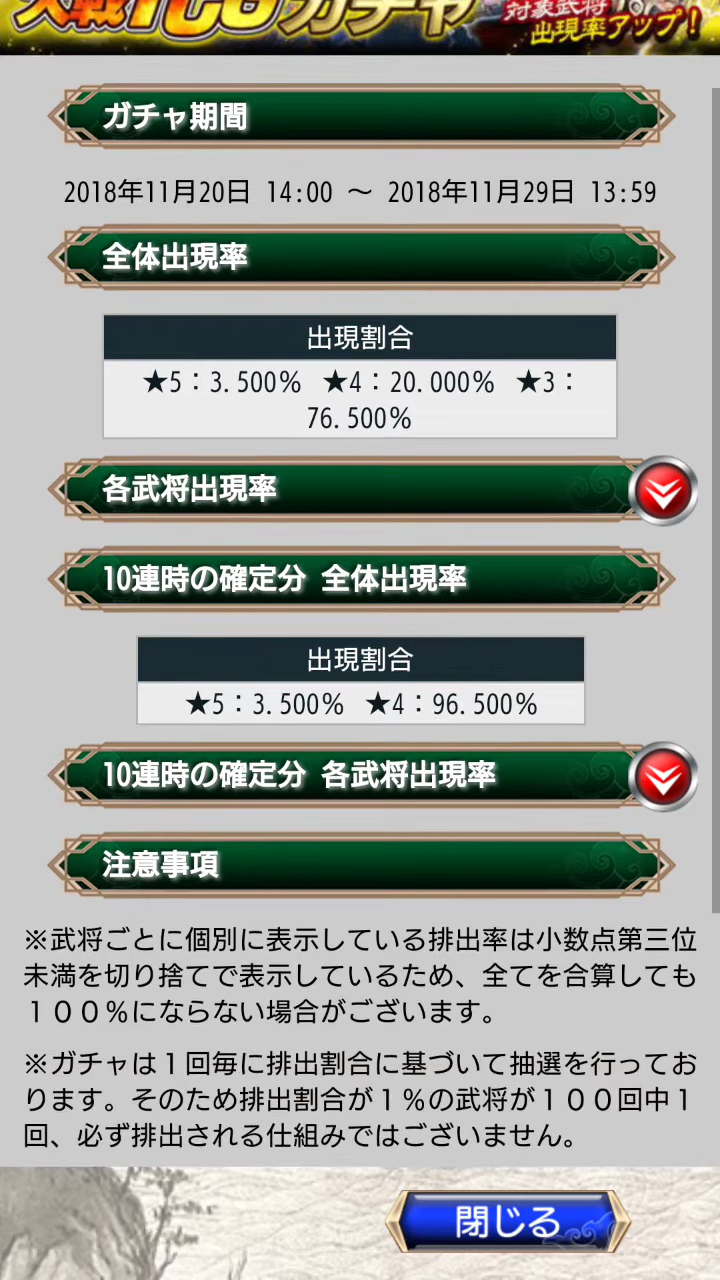 大戦TCGガチャ
対象武将
出現率アップ!
ガチャ期間
2018年11月20日 14:00 ～ 2018年11月29日 13:59
全体出現率
出現割合
★5：3.500% ★4：20.000% ★3：
76.500%
各武将出現率
10連時の確定分 全体出現率
出現割合
★5：3.500% ★4：96.500%
10連時の確定分 各武将出現率
注意事項
※武将ごとに個別に表示している排出率は小数点第三位
未満を切り捨てで表示しているため、全てを合算しても
１００％にならない場合がございます。
※ガチャは１回毎に排出割合に基づいて抽選を行ってお
ります。そのため排出割合が１％の武将が１００回中１
回、必ず排出される仕組みではございません。
閉じる